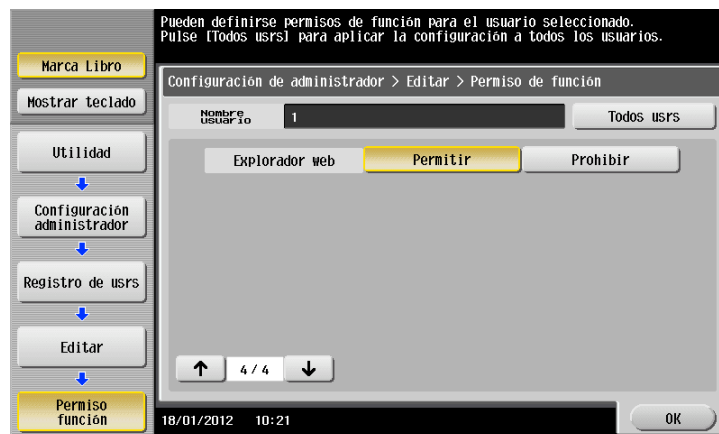 Pueden definirse permisos de función para el usuario seleccionado.
Pulse [Todos usrs] para aplicar la configuración a todos los usuarios.
Marca Libro
Mostrar teclado
Utilidad
Configuración
administrador
Registro de usrs
Editar
Permiso
función
Configuración de administrador > Editar > Permiso de función
Nombre
usuario
1
Todos usrs
Explorador web
Permitir
Prohibir
↑ 4/4 ↓
18/01/2012 10:21
OK